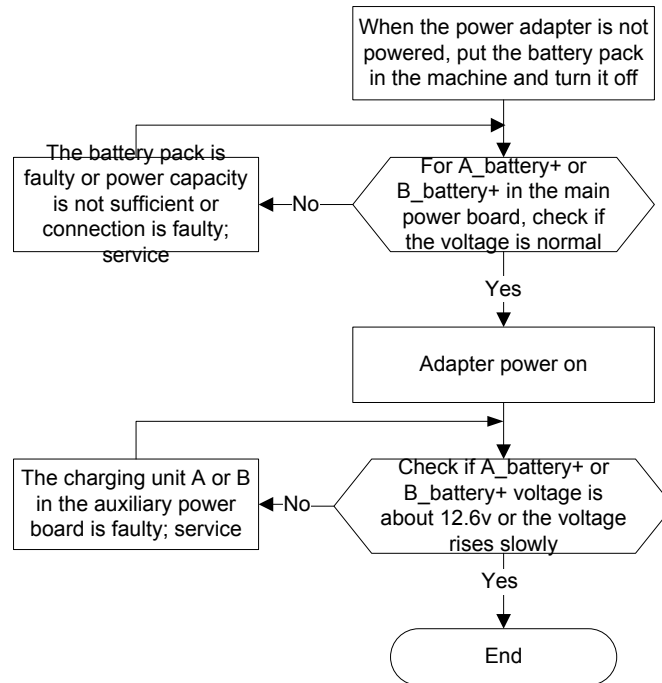 When the power adapter is not
powered, put the battery pack
in the machine and turn it off
The battery pack is
faulty or power capacity
is not sufficient or
connection is faulty;
service
No
For A_battery+ or
B_battery+ in the main
power board, check if
the voltage is normal
Yes
Adapter power on
The charging unit A or B
in the auxiliary power
board is faulty; service
No
Check if A_battery+ or
B_battery+ voltage is
about 12.6v or the voltage
rises slowly
Yes
End